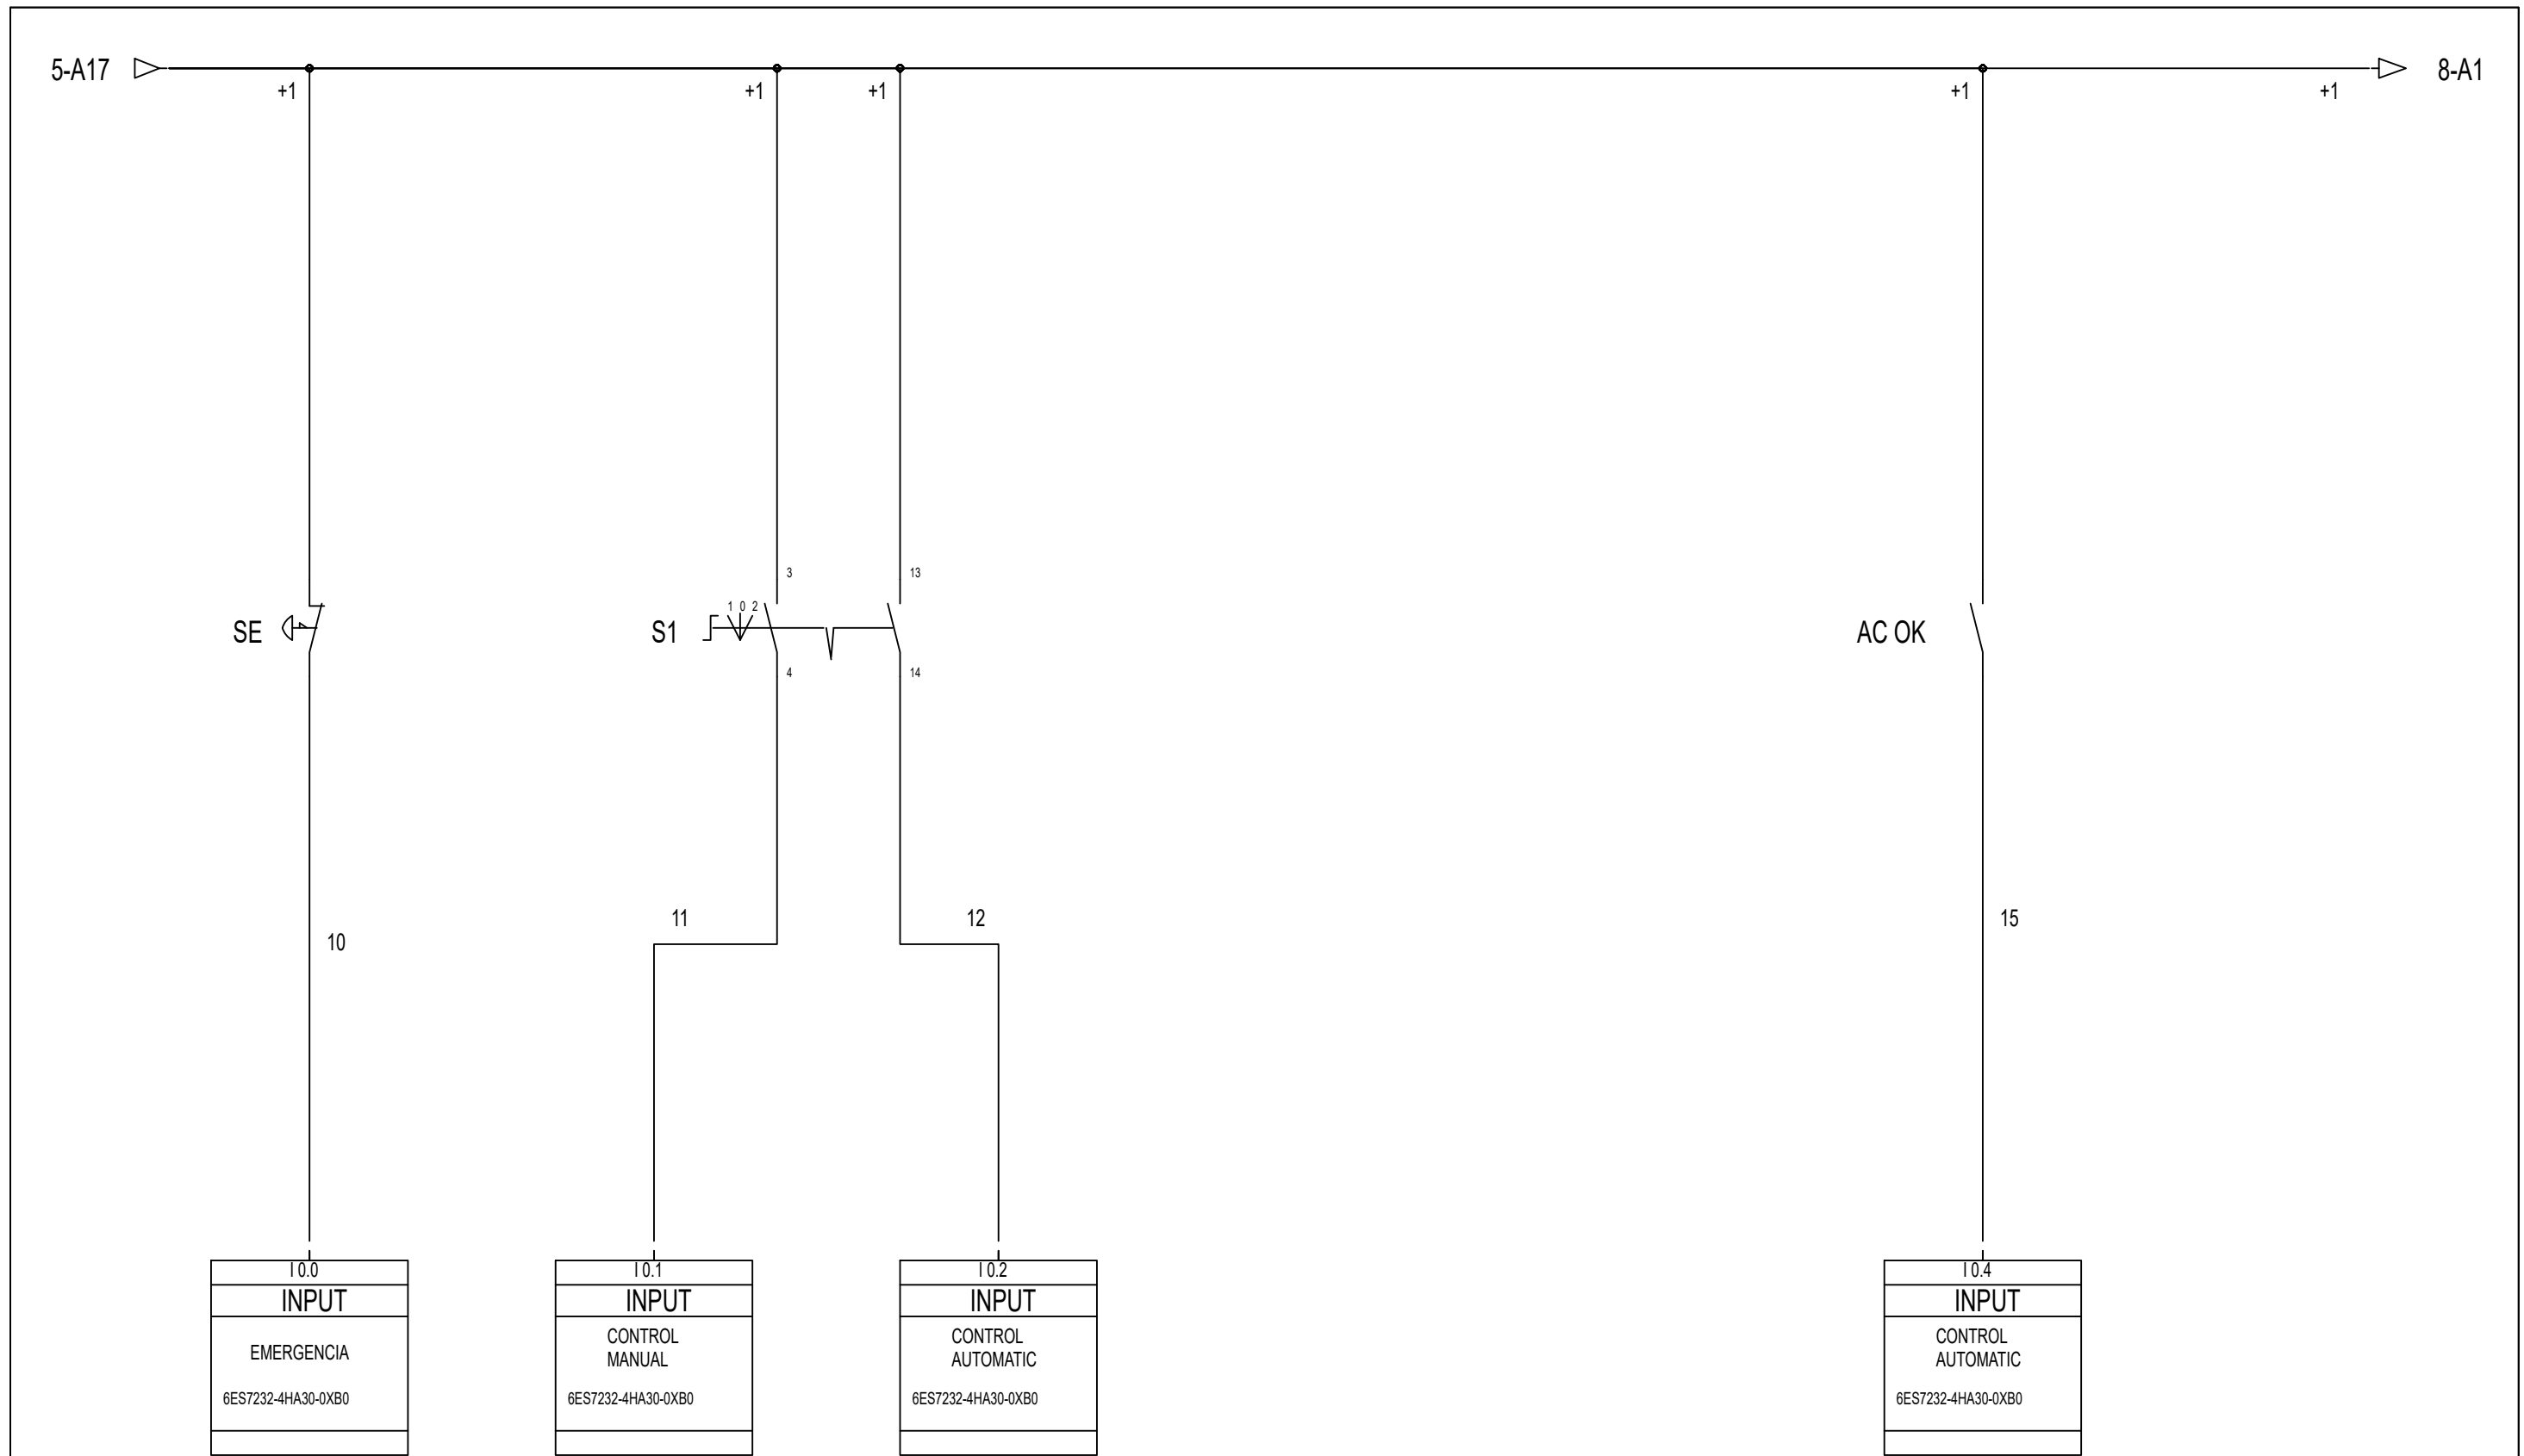 5-A17
8-A1
+1
+1
+1
+1
+1
3
13
SE
S1
1 0 2
AC OK
4
14
10
11
12
15
I 0.0
INPUT
EMERGENCIA
6ES7232-4HA30-0XB0
I 0.1
INPUT
CONTROL
MANUAL
6ES7232-4HA30-0XB0
I 0.2
INPUT
CONTROL
AUTOMATIC
6ES7232-4HA30-0XB0
I 0.4
INPUT
CONTROL
AUTOMATIC
6ES7232-4HA30-0XB0